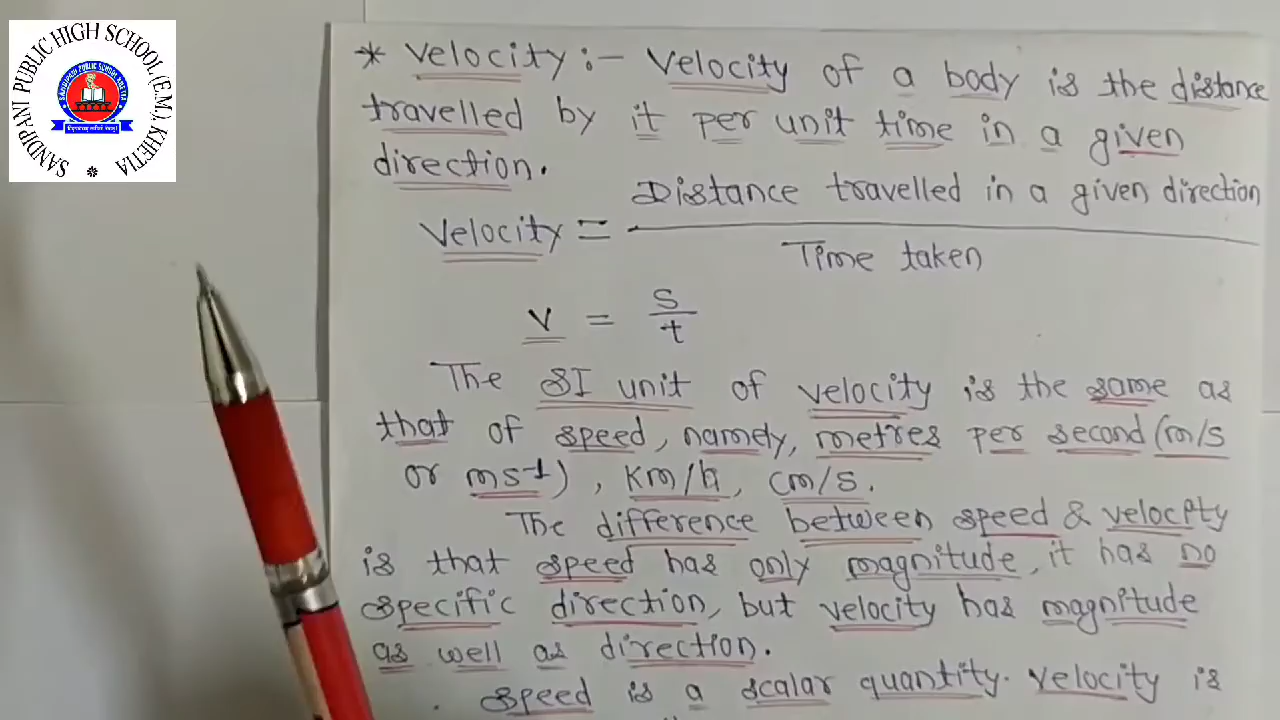 SANDIPANI PUBLIC HIGH SCHOOL (E.M.), KHETIA
* Velocity :- Velocity of a body is the distance
travelled by it per unit time in a given
direction.
Velocity = Distance travelled in a given direction
Time taken
v = s/t
The SI unit of velocity is the same as
that of speed, namely, metres per second (m/s
or ms-1) , Km/h, cm/s.
The difference between speed & velocity
is that speed has only magnitude, it has no
specific direction, but velocity has magnitude
as well as direction.
. Speed is a scalar quantity. Velocity is